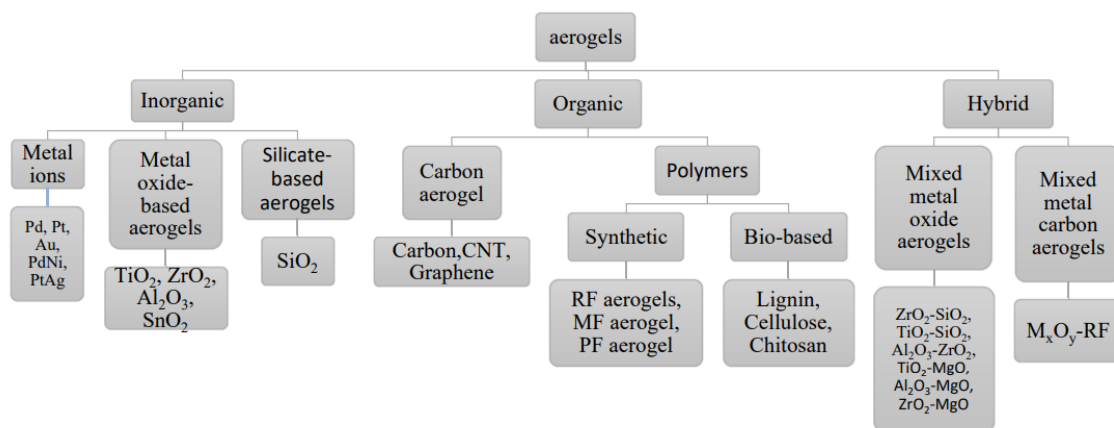 aerogels
Inorganic
Organic
Hybrid
Metal
ions
Metal
oxide-
based
aerogels
Silicate-
based
aerogels
Carbon
aerogel
Polymers
Mixed
metal
oxide
aerogels
Mixed
metal
carbon
aerogels
Pd, Pt,
Au,
PdNi,
PtAg
TiO₂, ZrO₂,
Al₂O₃,
SnO₂
SiO₂
Carbon,CNT,
Graphene
Synthetic
Bio-based
RF aerogels,
MF aerogel,
PF aerogel
Lignin,
Cellulose,
Chitosan
ZrO₂-SiO₂,
TiO₂-SiO₂,
Al₂O₃-ZrO₂,
TiO₂-MgO,
Al₂O₃-MgO,
ZrO₂-MgO
MₓOᵧ-RF